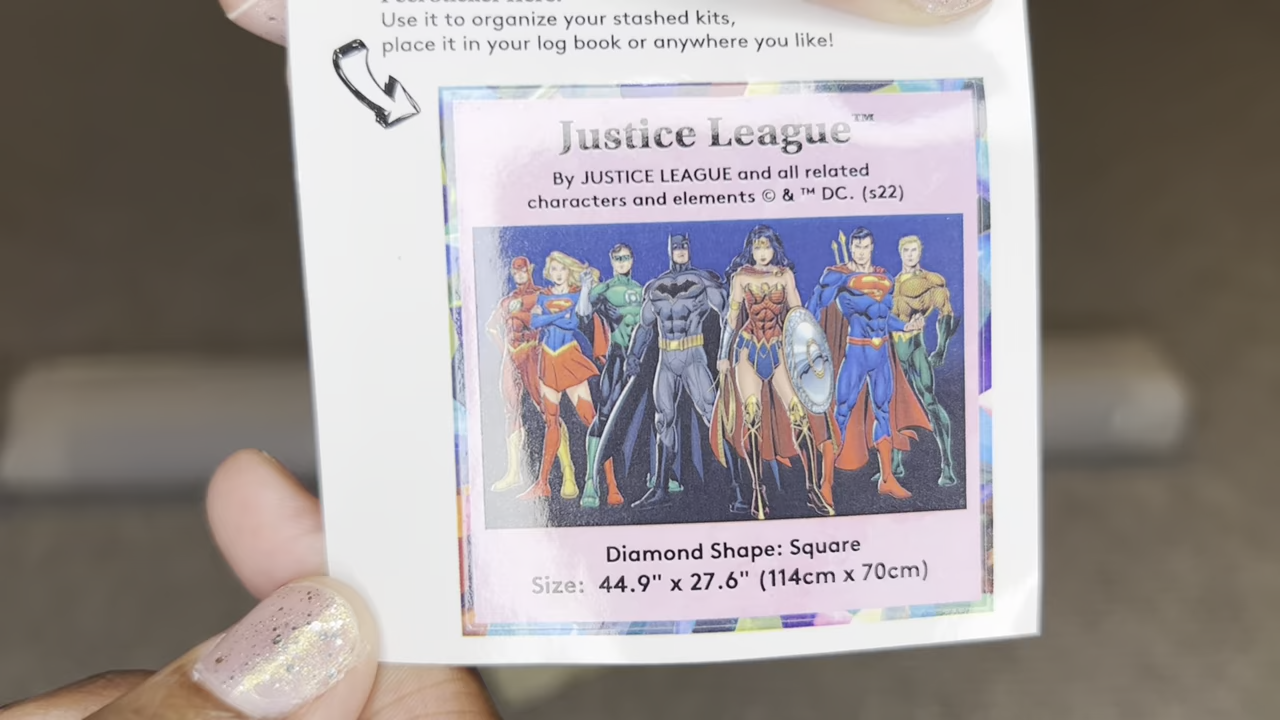 Use it to organize your stashed kits,
place it in your log book or anywhere you like!
Justice League™
By JUSTICE LEAGUE and all related
characters and elements © & ™ DC. (s22)
Diamond Shape: Square
Size: 44.9" x 27.6" (114cm x 70cm)